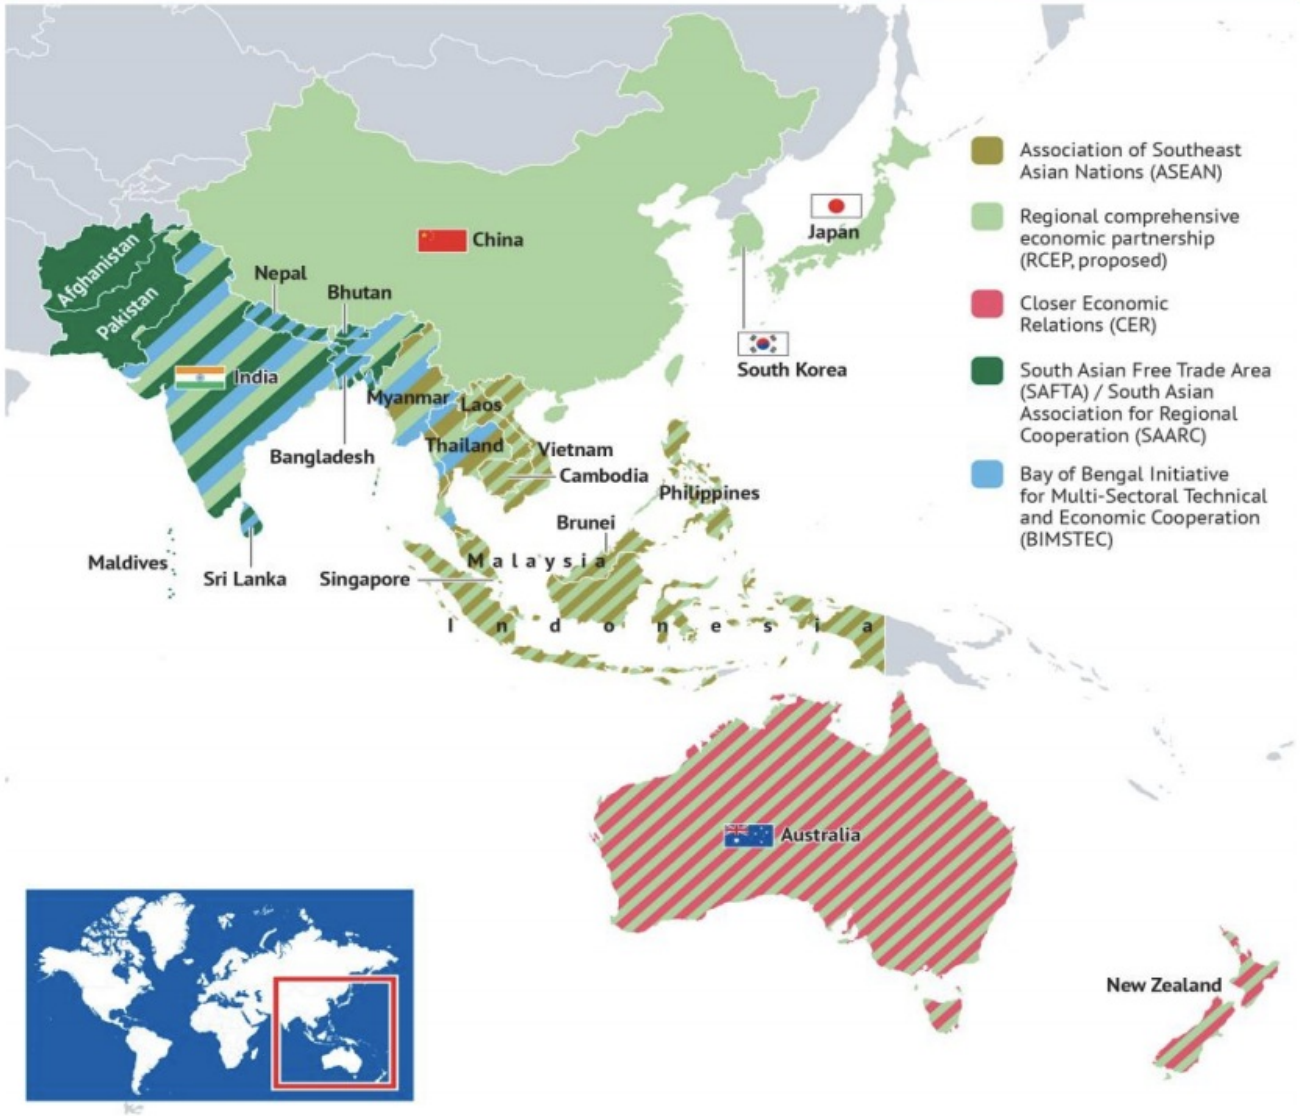 Association of Southeast
Asian Nations (ASEAN)
Regional comprehensive
economic partnership
(RCEP, proposed)
Closer Economic
Relations (CER)
South Asian Free Trade Area
(SAFTA) / South Asian
Association for Regional
Cooperation (SAARC)
Bay of Bengal Initiative
for Multi-Sectoral Technical
and Economic Cooperation
(BIMSTEC)
Japan
China
Afghanistan
Nepal
Bhutan
Pakistan
South Korea
India
Myanmar
Laos
Thailand
Vietnam
Bangladesh
Cambodia
Philippines
Brunei
Maldives
Malaysia
Sri Lanka
Singapore
Indonesia
Australia
New Zealand